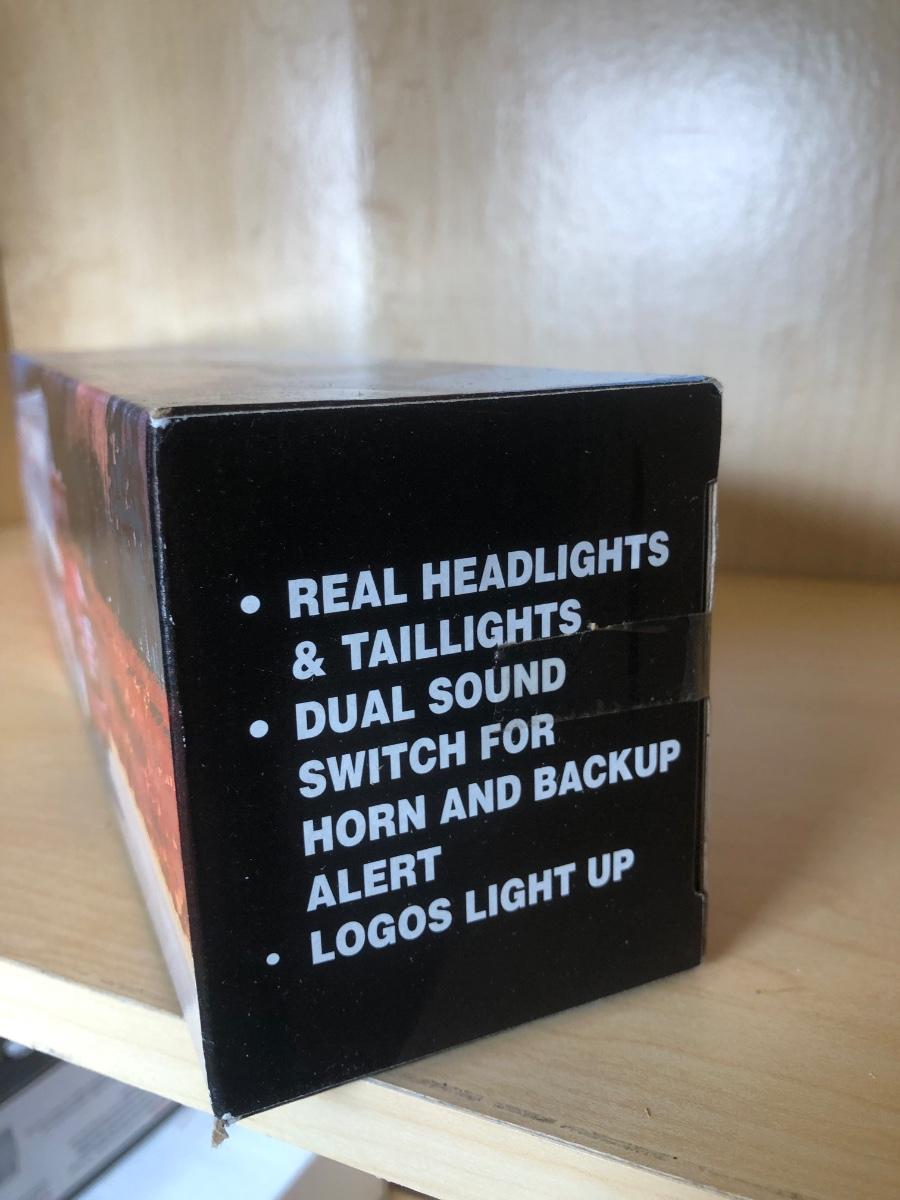 • REAL HEADLIGHTS
& TAILLIGHTS
• DUAL SOUND
SWITCH FOR
HORN AND BACKUP
ALERT
• LOGOS LIGHT UP